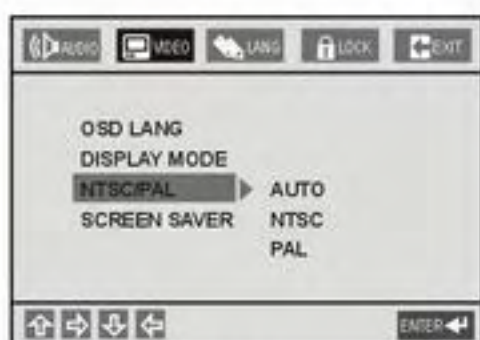 AUDIO VIDEO LANG LOCK EXIT
OSD LANG
DISPLAY MODE
NTSC/PAL AUTO
SCREEN SAVER NTSC
PAL
ENTER